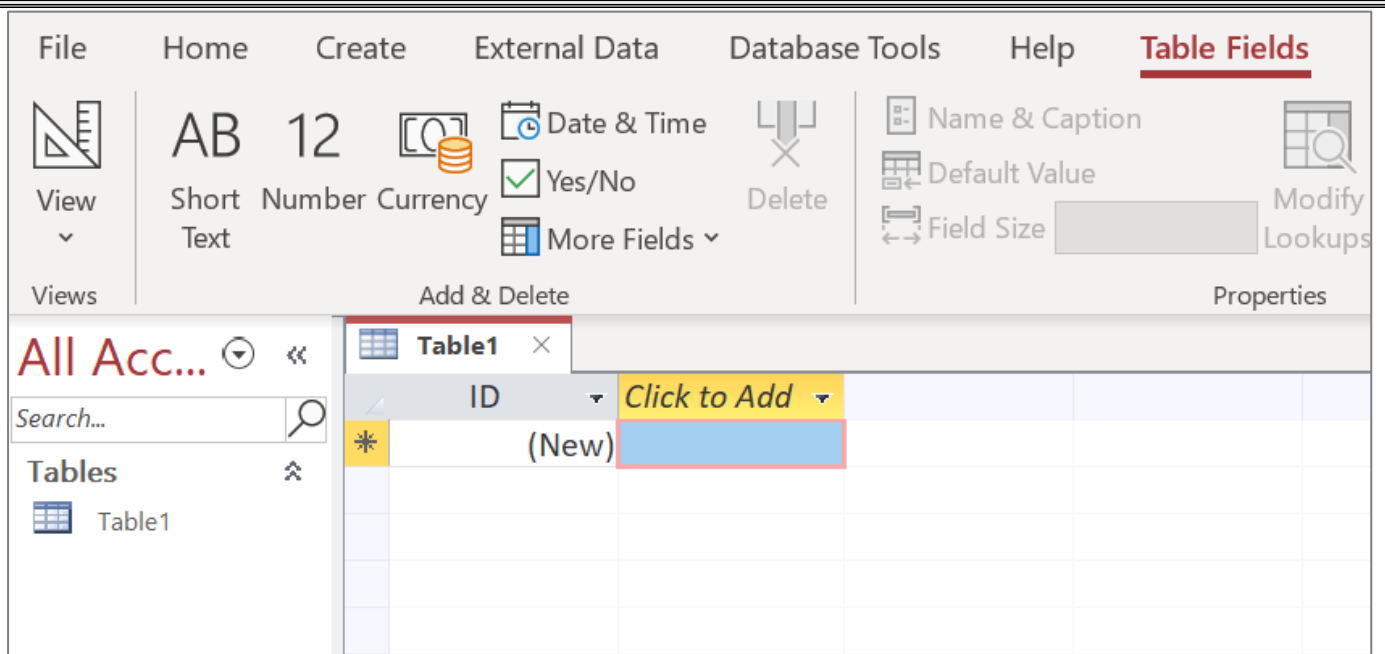 File Home Create External Data Database Tools Help Table Fields
AB 12 Date & Time Name & Caption
Yes/No Default Value
View Short Text Number Currency Delete Modify Lookups
More Fields Field Size
Views Add & Delete Properties
All Acc... « Table1
ID Click to Add
Search...
(New)
Tables
Table1